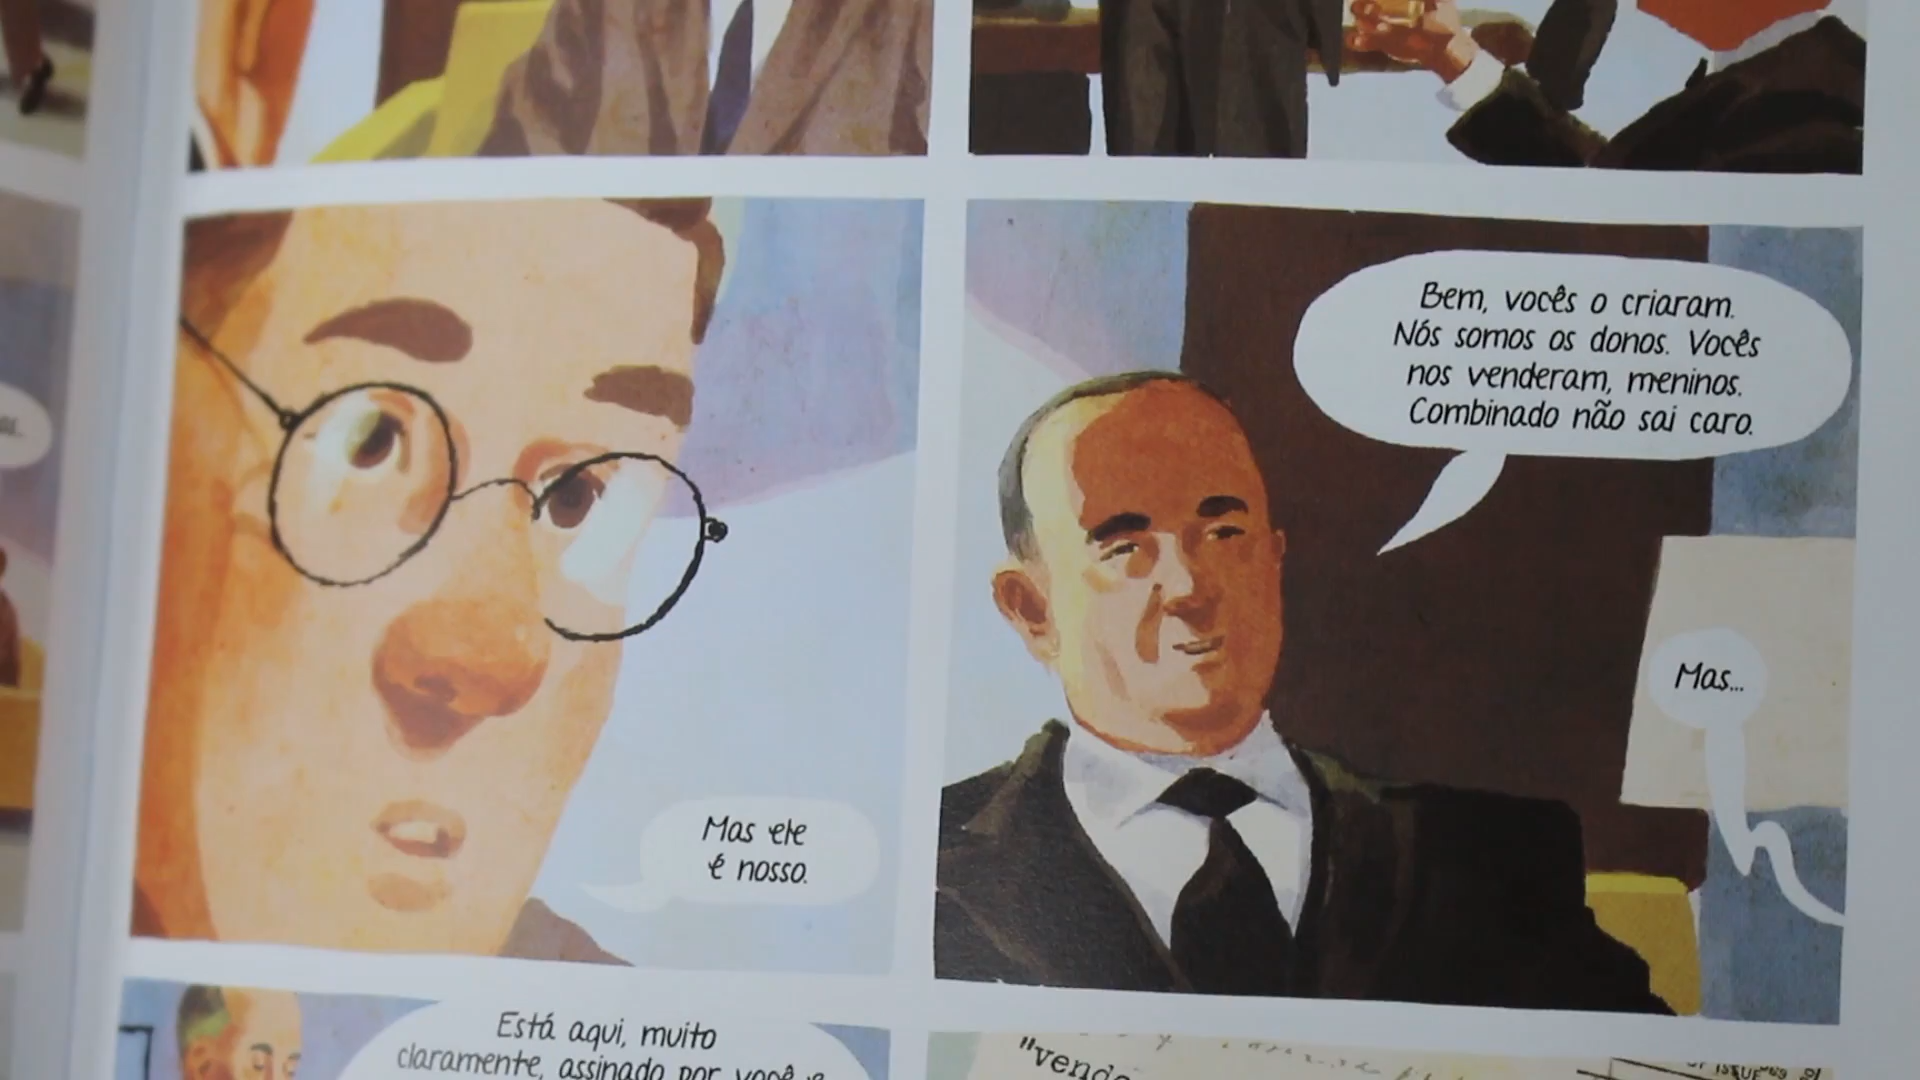 Mas ele
é nosso.
Bem, vocês o criaram.
Nós somos os donos. Vocês
nos venderam, meninos.
Combinado não sai caro.
Mas...
Está aqui, muito
claramente, assinado por você e
"vendo